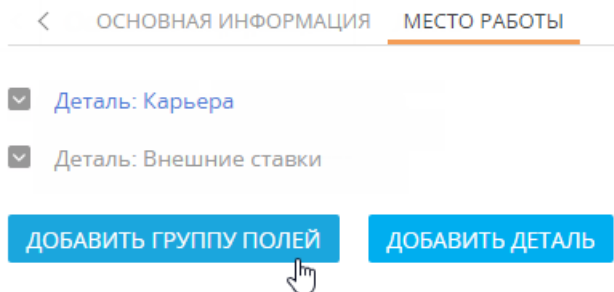 ОСНОВНАЯ ИНФОРМАЦИЯ МЕСТО РАБОТЫ
Деталь: Карьера
Деталь: Внешние ставки
ДОБАВИТЬ ГРУППУ ПОЛЕЙ ДОБАВИТЬ ДЕТАЛЬ